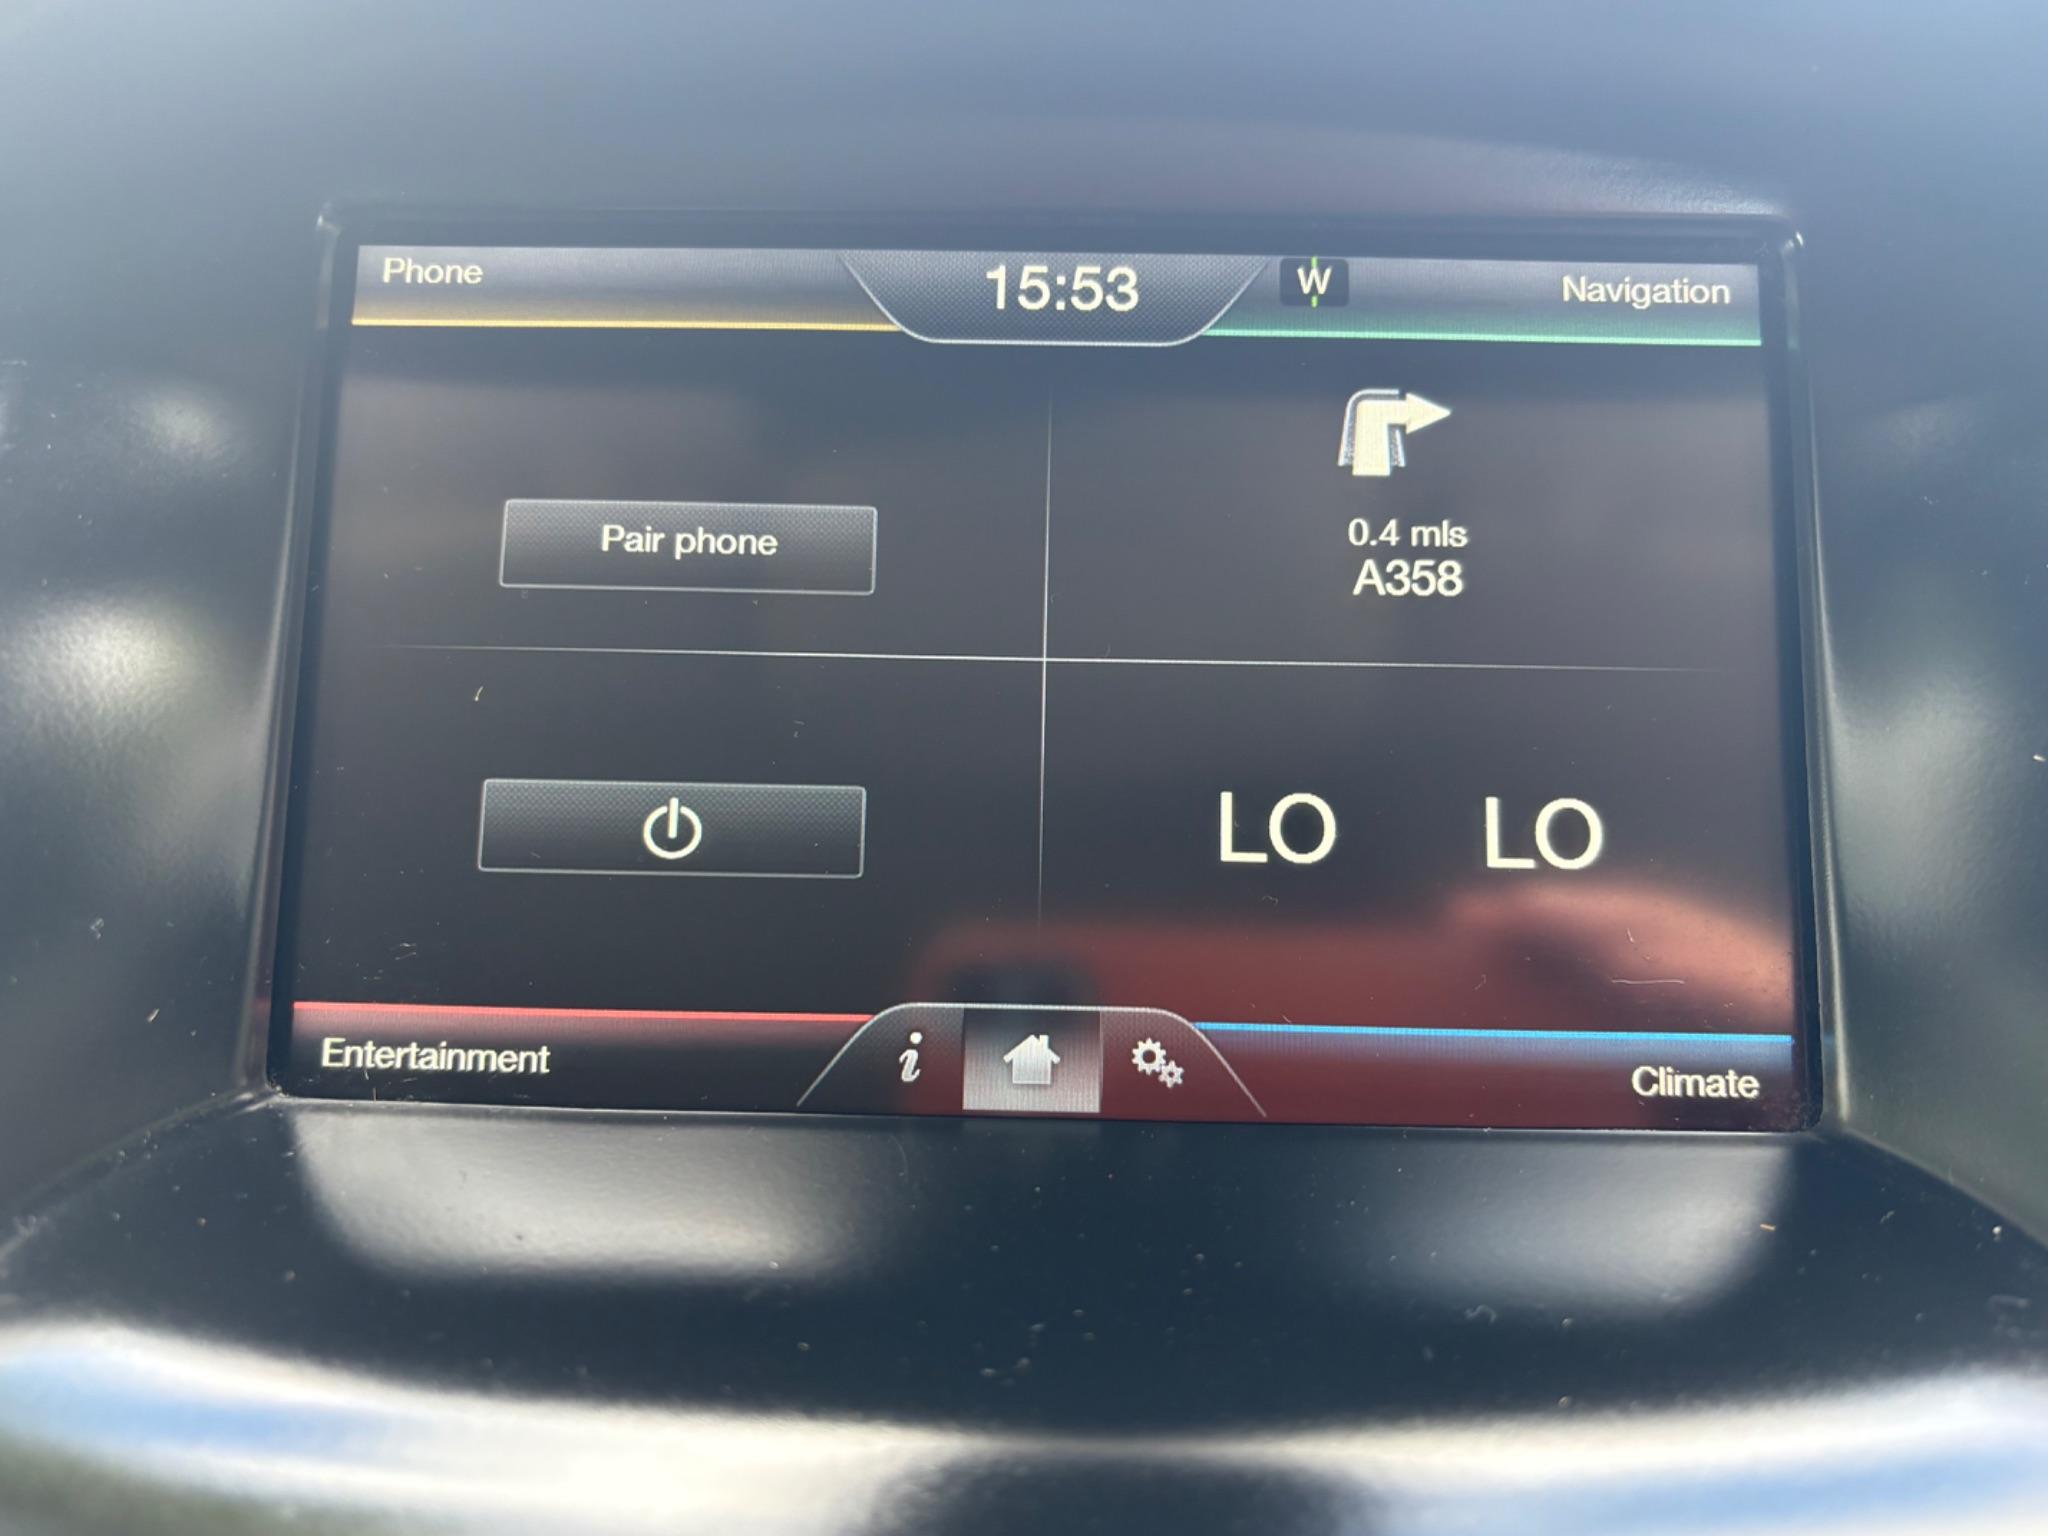 Phone
15:53
W
Navigation
Pair phone
0.4 mls
A358
LO
LO
Entertainment
i
Climate